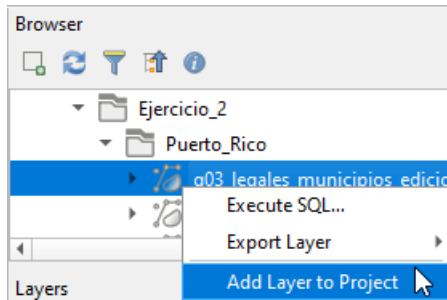 Browser
Ejercicio_2
Puerto_Rico
g03_legales_municipios_edicio
Execute SQL...
Export Layer
Add Layer to Project
Layers